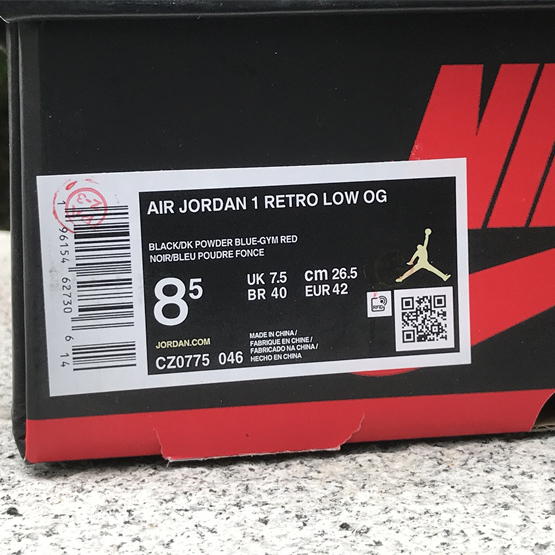 AIR JORDAN 1 RETRO LOW OG
BLACK/DK POWDER BLUE-GYM RED
NOIR/BLEU POUDRE FONCE
8⁵
UK 7.5
cm 26.5
BR 40
EUR 42
JORDAN.COM
CZ0775 046
MADE IN CHINA /
FABRIQUE EN CHINE /
FABRICADO NA CHINA /
HECHO EN CHINA
RFID
1 96154 62730 6 14